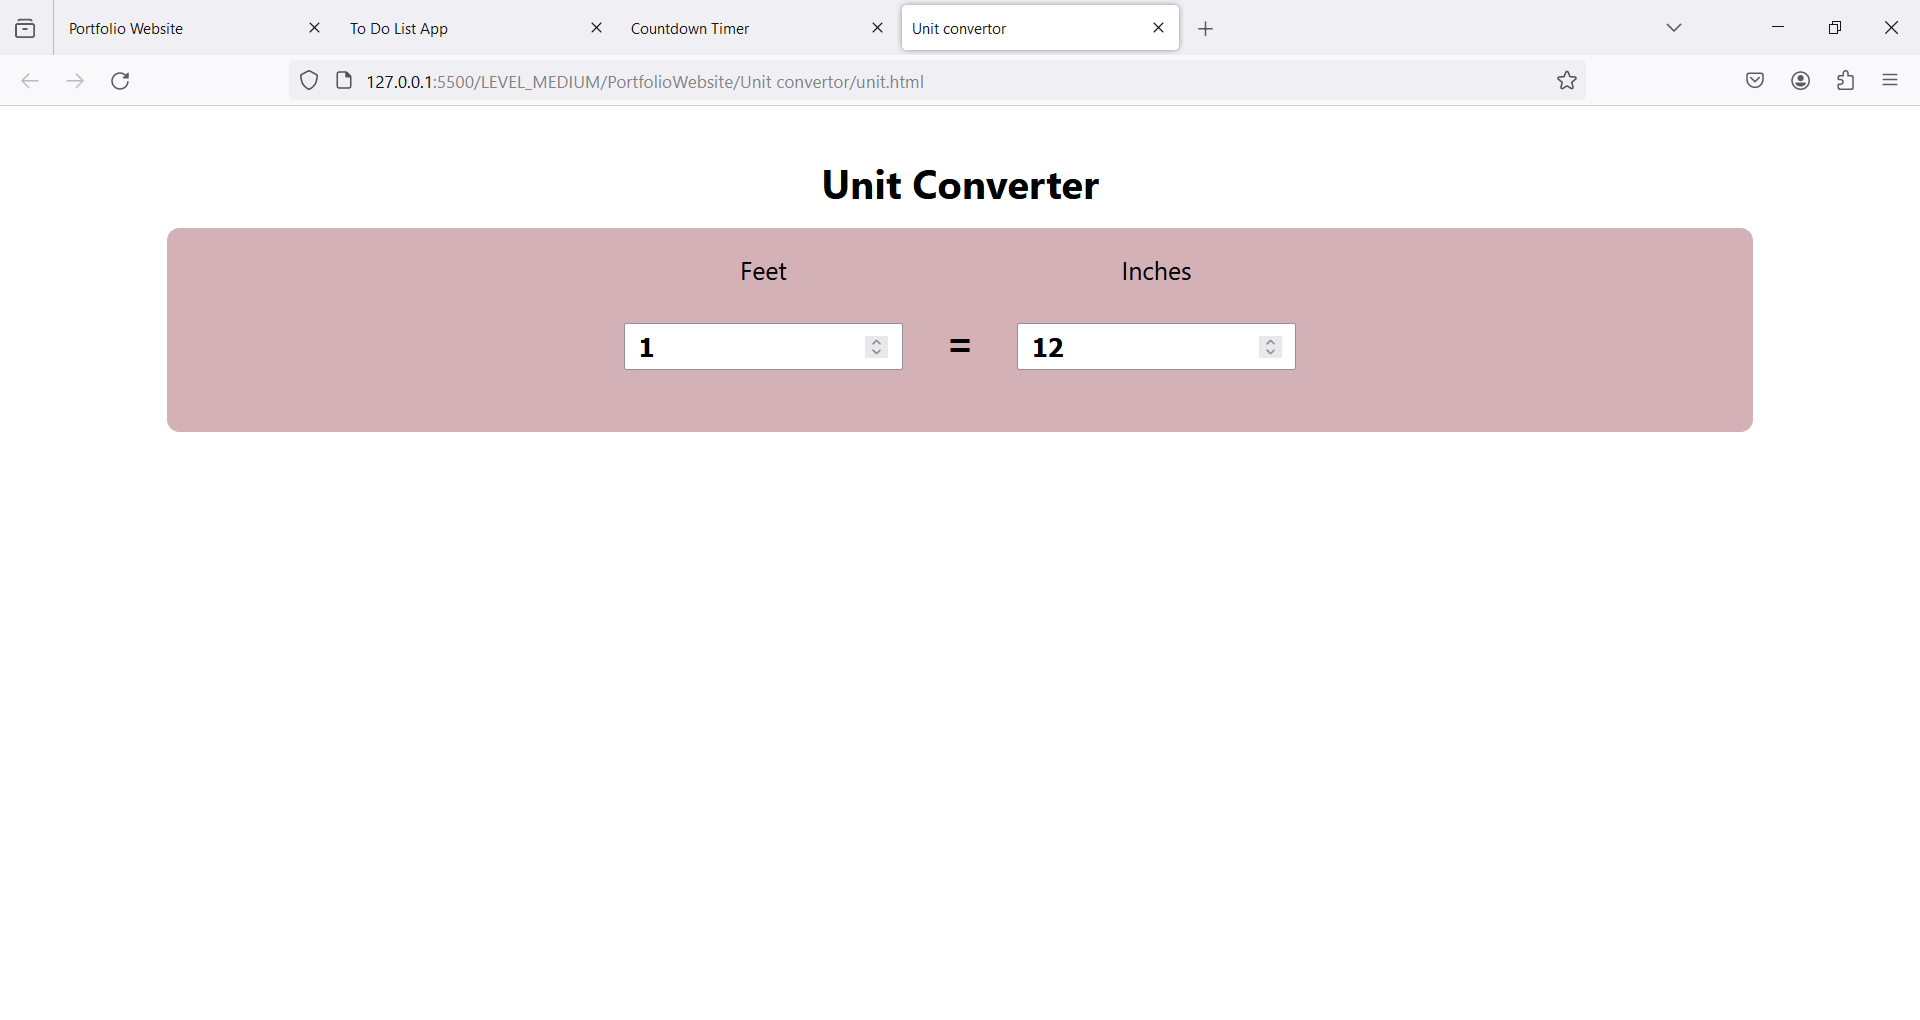 Portfolio Website
To Do List App
Countdown Timer
Unit convertor
127.0.0.1:5500/LEVEL_MEDIUM/PortfolioWebsite/Unit convertor/unit.html
Unit Converter
Feet
Inches
1 = 12